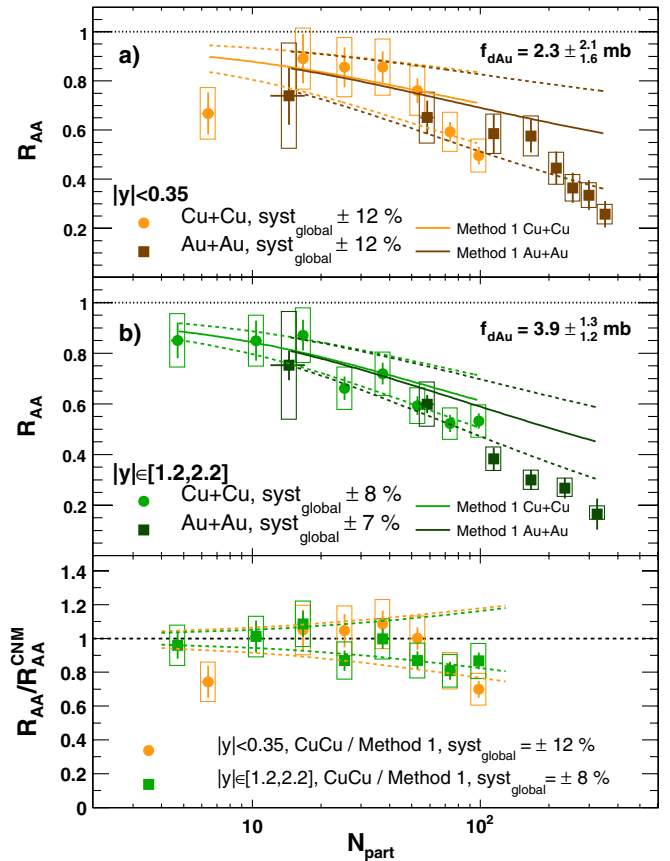 a)
f_dAu = 2.3 ± 2.1 1.6 mb
1
0.8
0.6
0.4
0.2
R_AA
|y|<0.35
Cu+Cu, syst_global ± 12 %
Au+Au, syst_global ± 12 %
Method 1 Cu+Cu
Method 1 Au+Au
b)
f_dAu = 3.9 ± 1.3 1.2 mb
1
0.8
0.6
0.4
0.2
R_AA
|y|∈[1.2,2.2]
Cu+Cu, syst_global ± 8 %
Au+Au, syst_global ± 7 %
Method 1 Cu+Cu
Method 1 Au+Au
1.4
1.2
1
0.8
0.6
0.4
0.2
0
R_AA/R_AA^CNM
|y|<0.35, CuCu / Method 1, syst_global = ± 12 %
|y|∈[1.2,2.2], CuCu / Method 1, syst_global = ± 8 %
10
10²
N_part